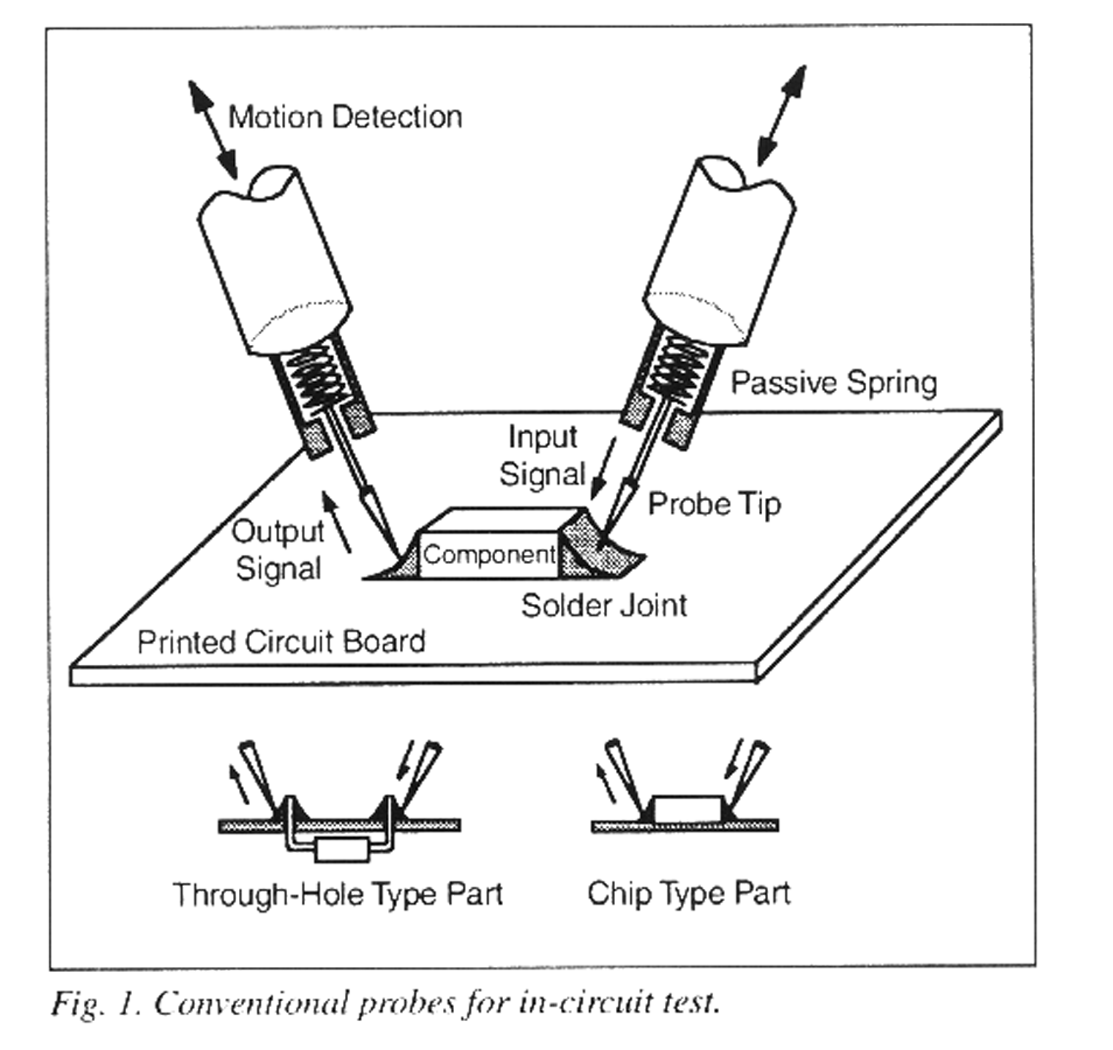 Motion Detection
Passive Spring
Input
Signal
Probe Tip
Output
Signal
Component
Solder Joint
Printed Circuit Board
Through-Hole Type Part
Chip Type Part
Fig. 1. Conventional probes for in-circuit test.